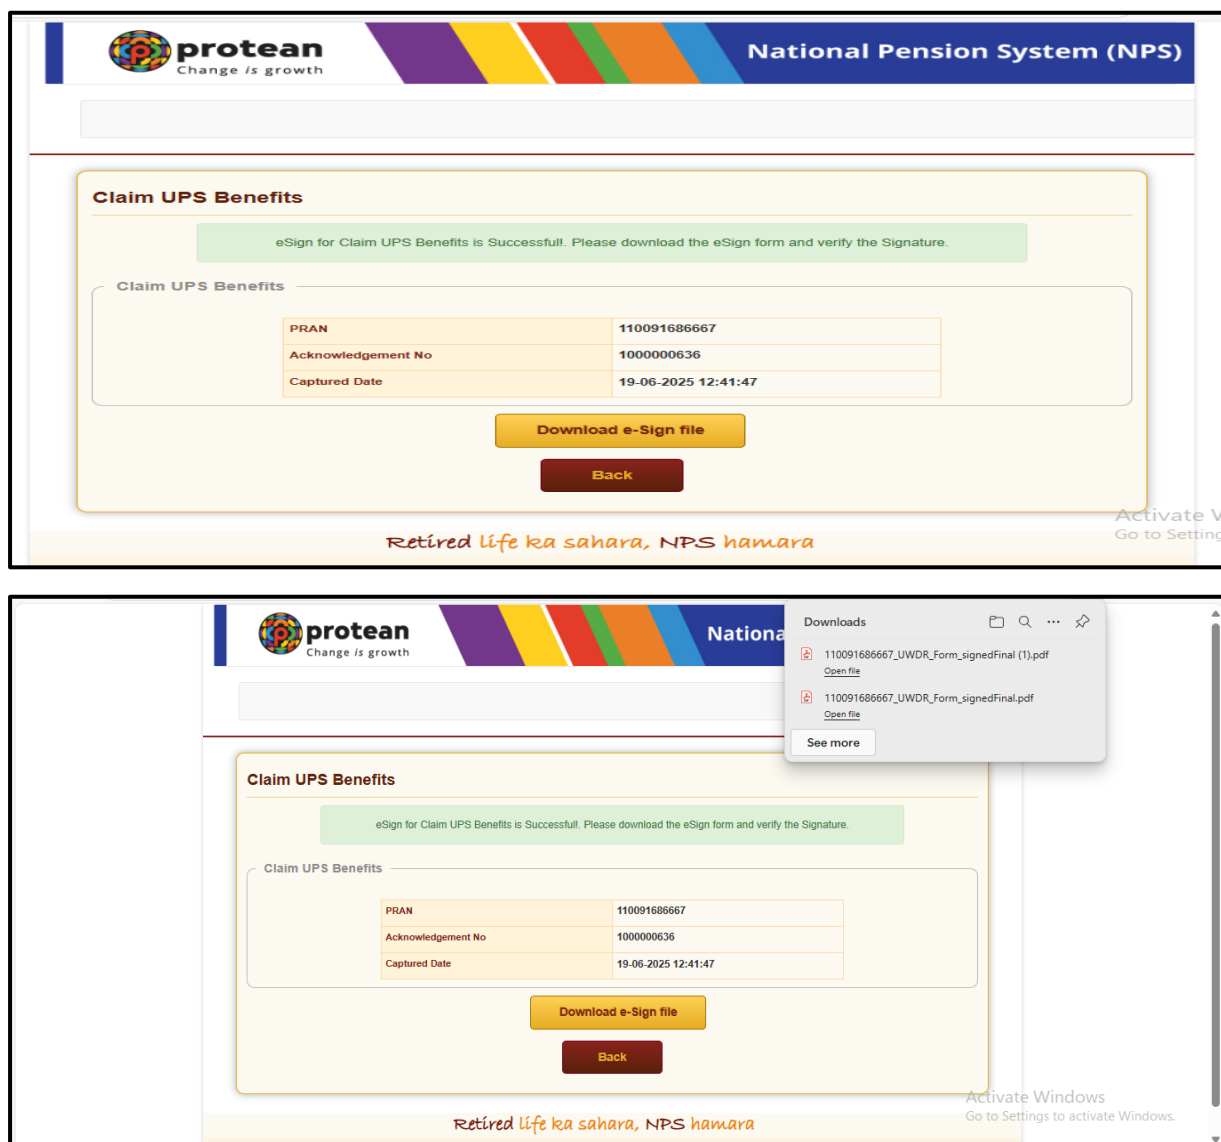 protean
Change is growth
National Pension System (NPS)
Claim UPS Benefits
eSign for Claim UPS Benefits is Successful!. Please download the eSign form and verify the Signature.
Claim UPS Benefits
PRAN 110091686667
Acknowledgement No 1000000636
Captured Date 19-06-2025 12:41:47
Download e-Sign file
Back
Activate
Go to Setting
Retired life ka sahara, NPS hamara
protean
Change is growth
Nationa
Downloads
110091686667_UWDR_Form_signedFinal (1).pdf
Open file
110091686667_UWDR_Form_signedFinal.pdf
Open file
See more
Claim UPS Benefits
eSign for Claim UPS Benefits is Successful!. Please download the eSign form and verify the Signature.
Claim UPS Benefits
PRAN 110091686667
Acknowledgement No 1000000636
Captured Date 19-06-2025 12:41:47
Download e-Sign file
Back
Activate Windows
Go to Settings to activate Windows.
Retired life ka sahara, NPS hamara